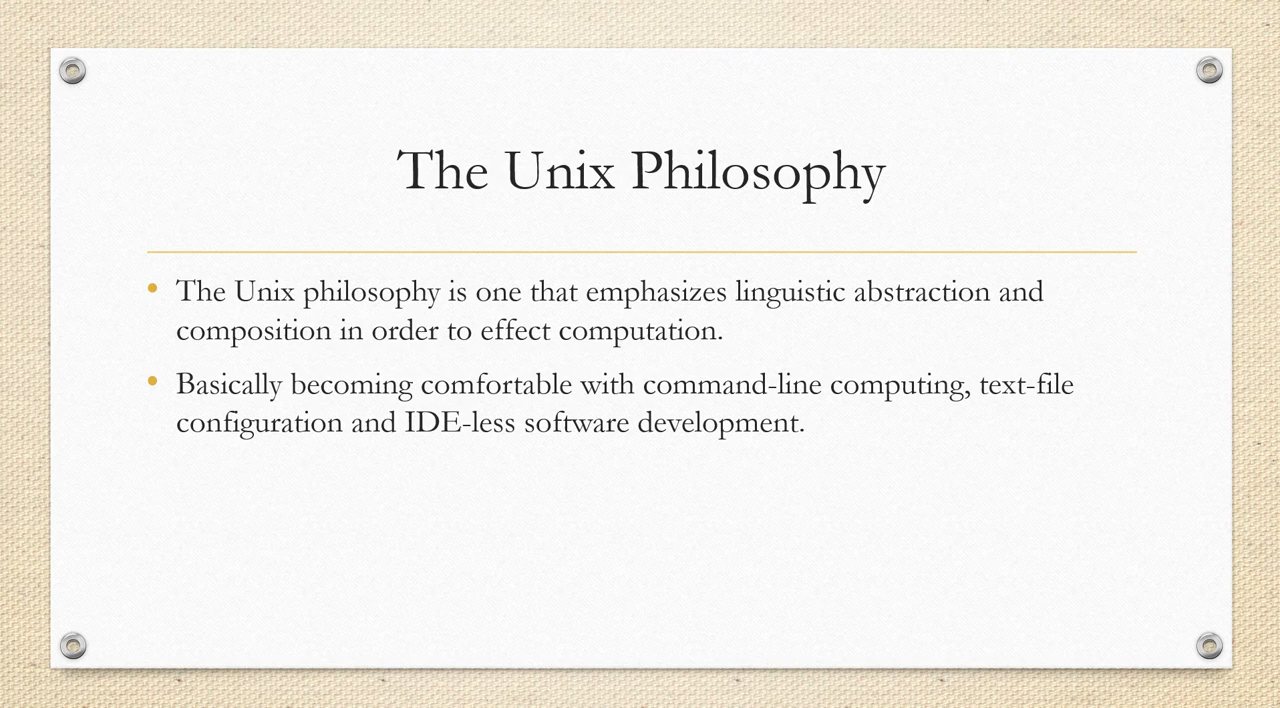 The Unix Philosophy
• The Unix philosophy is one that emphasizes linguistic abstraction and
composition in order to effect computation.
• Basically becoming comfortable with command-line computing, text-file
configuration and IDE-less software development.